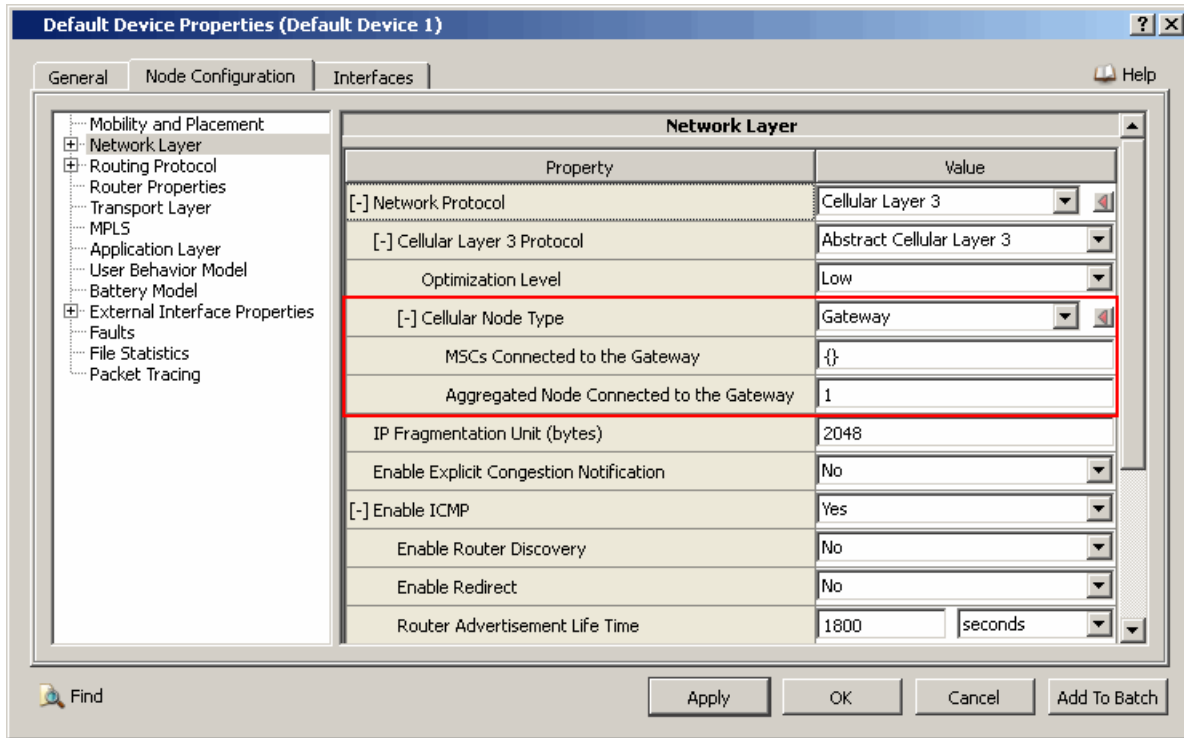 Default Device Properties (Default Device 1)
?
General
Node Configuration
Interfaces
Help
Mobility and Placement
Network Layer
Routing Protocol
Router Properties
Transport Layer
MPLS
Application Layer
User Behavior Model
Battery Model
External Interface Properties
Faults
File Statistics
Packet Tracing
Network Layer
Property Value
[-] Network Protocol Cellular Layer 3
[-] Cellular Layer 3 Protocol Abstract Cellular Layer 3
Optimization Level Low
[-] Cellular Node Type Gateway
MSCs Connected to the Gateway {}
Aggregated Node Connected to the Gateway 1
IP Fragmentation Unit (bytes) 2048
Enable Explicit Congestion Notification No
[-] Enable ICMP Yes
Enable Router Discovery No
Enable Redirect No
Router Advertisement Life Time 1800 seconds
Find
Apply
OK
Cancel
Add To Batch